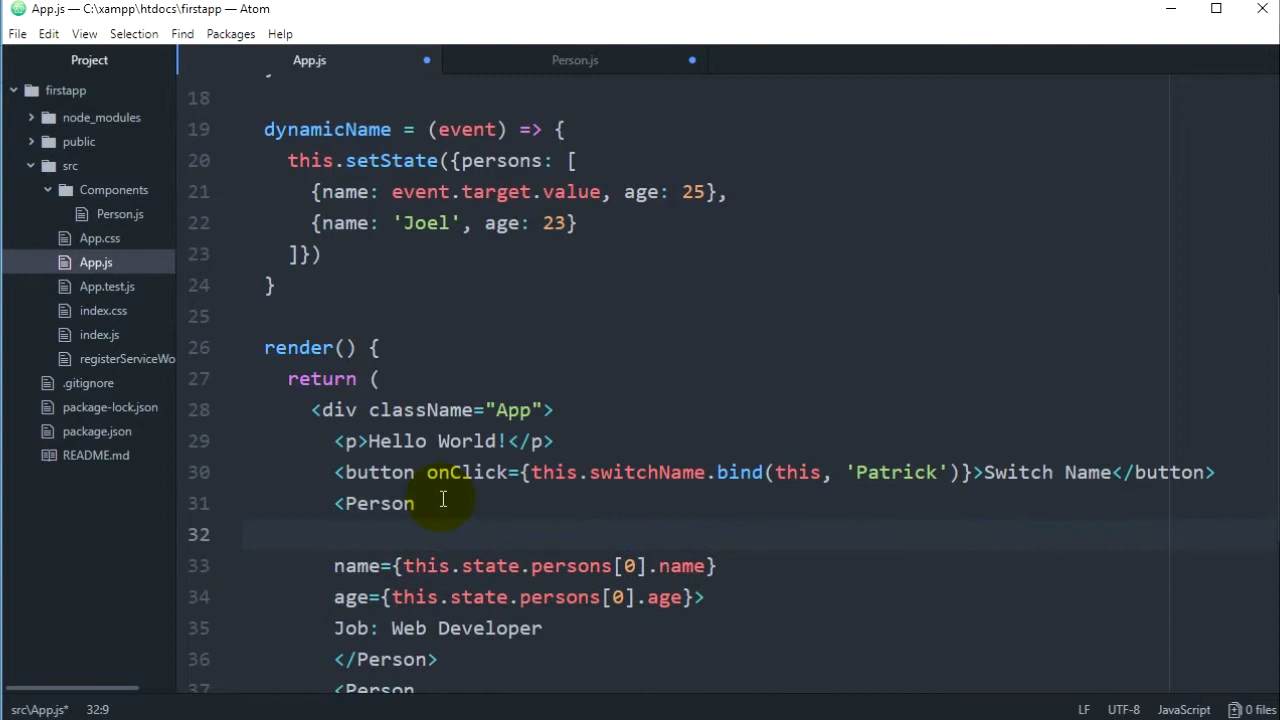 App.js — C:\xampp\htdocs\firstapp — Atom
File Edit View Selection Find Packages Help
Project
App.js
Person.js
firstapp
node_modules
public
src
Components
Person.js
App.css
App.js
App.test.js
index.css
index.js
registerServiceWo
.gitignore
package-lock.json
package.json
README.md
18
19 dynamicName = (event) => {
20 this.setState({persons: [
21 {name: event.target.value, age: 25},
22 {name: 'Joel', age: 23}
23 ]})
24 }
25
26 render() {
27 return (
28 <div className="App">
29 <p>Hello World!</p>
30 <button onClick={this.switchName.bind(this, 'Patrick')}>Switch Name</button>
31 <Person
32
33 name={this.state.persons[0].name}
34 age={this.state.persons[0].age}>
35 Job: Web Developer
36 </Person>
37 <Person
src\App.js* 32:9 LF UTF-8 JavaScript 0 files